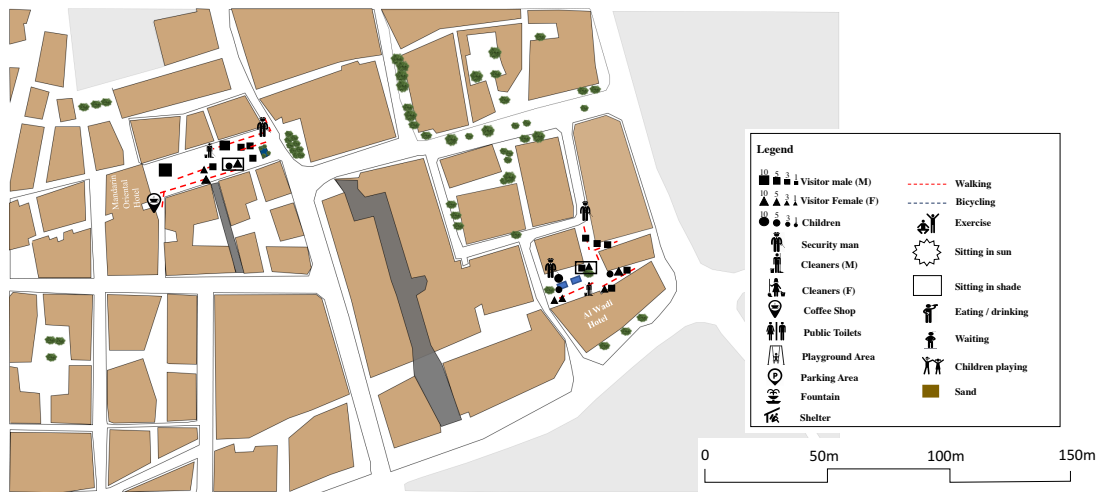 Mandarin
Oriental
Hotel
Al Wadi
Hotel
Legend
10 5 3 1
Visitor male (M)
10 5 3 1
Visitor Female (F)
10 5 3 1
Children
Security man
Cleaners (M)
Cleaners (F)
Coffee Shop
Public Toilets
Playground Area
P
Parking Area
Fountain
Shelter
Walking
Bicycling
Exercise
Sitting in sun
Sitting in shade
Eating / drinking
Waiting
Children playing
Sand
0 50m 100m 150m